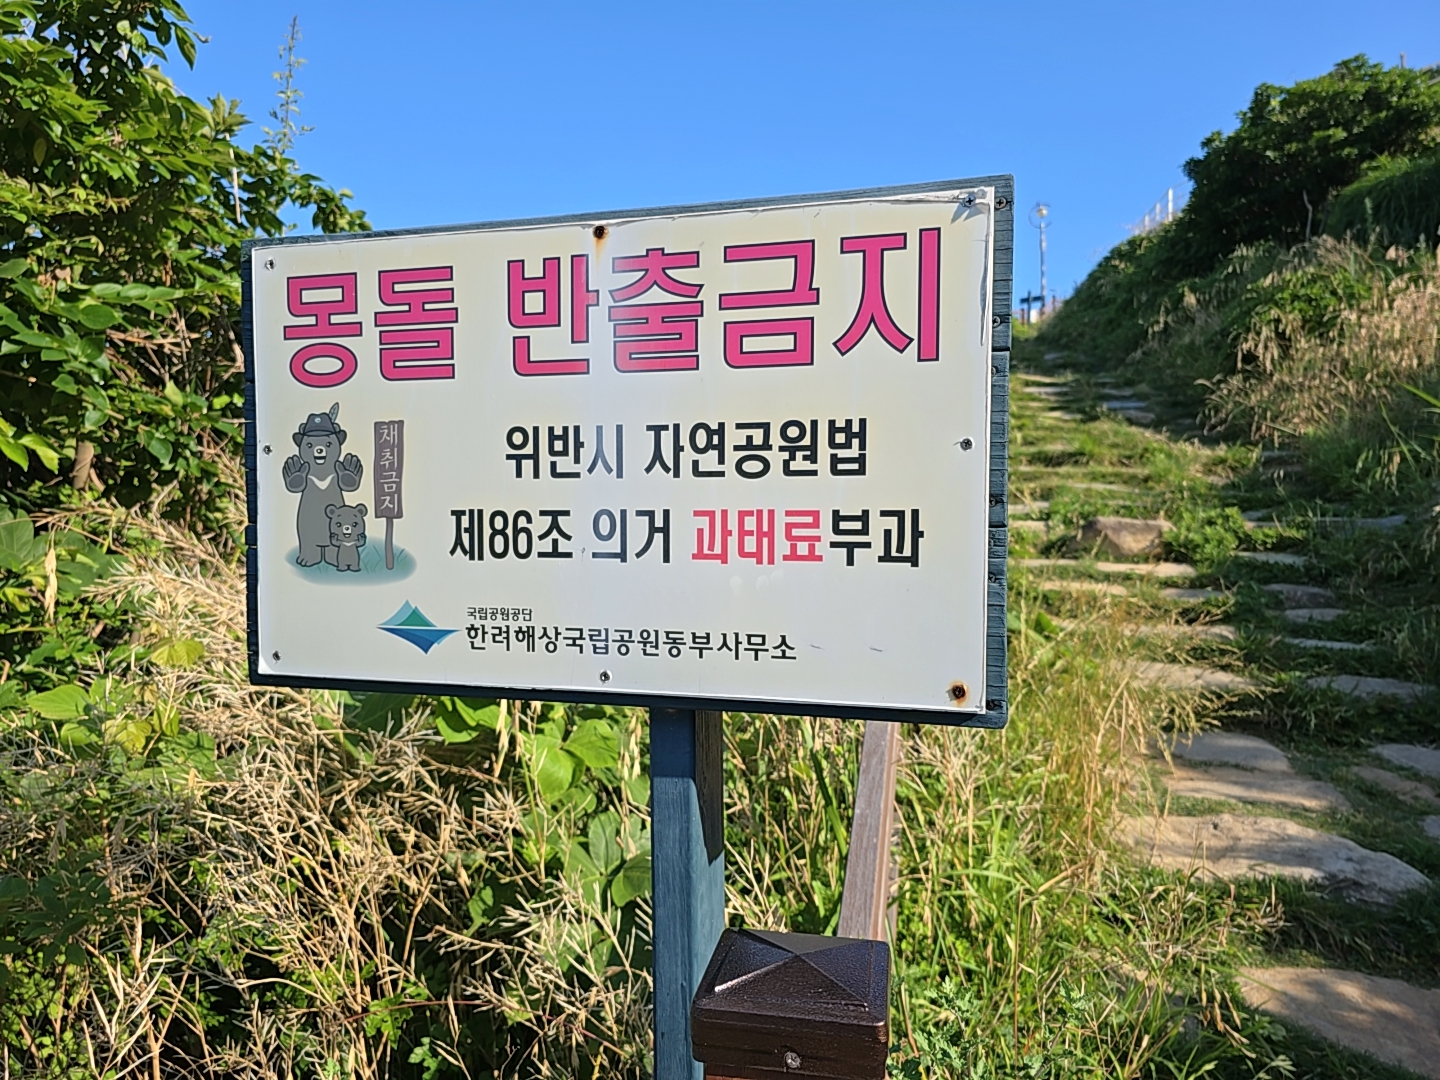 몽돌 반출금지
채취금지
위반시 자연공원법
제86조 의거 과태료부과
국립공원공단
한려해상국립공원동부사무소